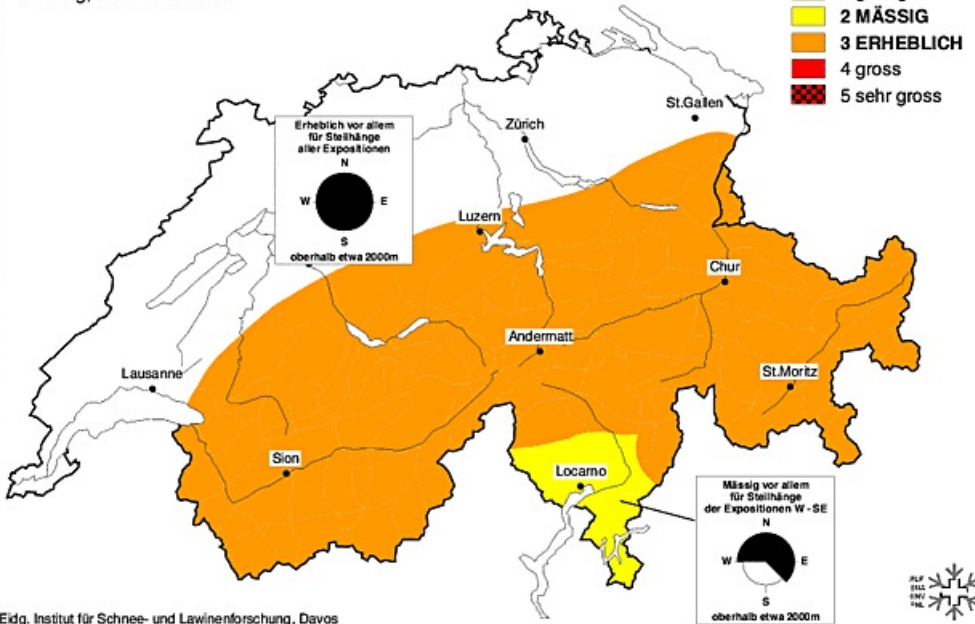 2 MÄSSIG
3 ERHEBLICH
4 gross
5 sehr gross
St.Gallen
Zürich
Erheblich vor allem
für Steilhänge
aller Expositionen
N
W E
S
oberhalb etwa 2000m
Luzern
Chur
Andermatt
Lausanne
St.Moritz
Sion
Locarno
Mässig vor allem
für Steilhänge
der Expositionen W - SE
N
W E
S
oberhalb etwa 2000m
SLF
Eidg. Institut für Schnee- und Lawinenforschung, Davos